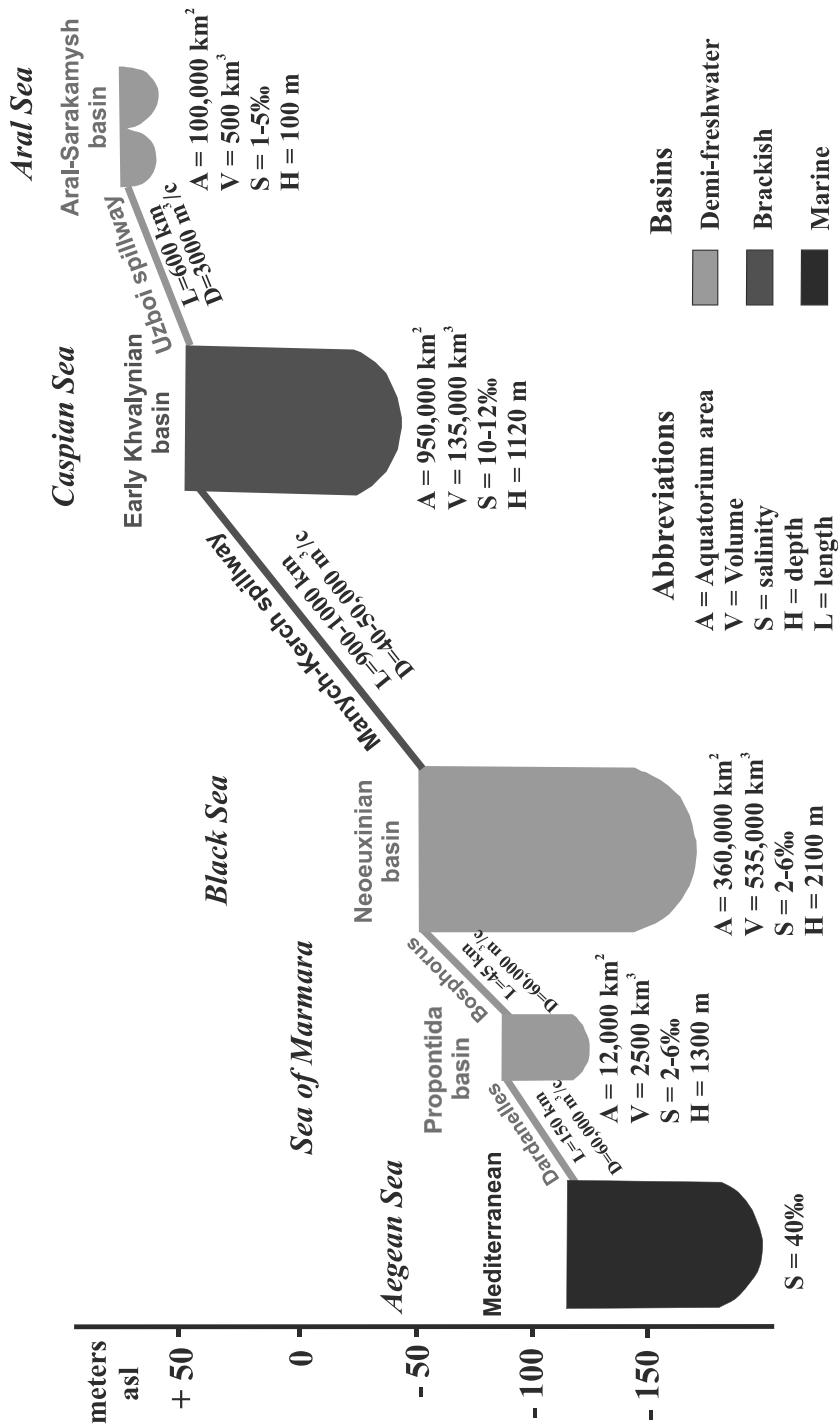 meters
asl
+ 50
0
- 50
- 100
- 150
Aegean Sea
Mediterranean
S = 40‰
Dardanelles
L=150 km
D=60,000 m³/c
Sea of Marmara
Propontida
basin
A = 12,000 km²
V = 2500 km³
S = 2-6‰
H = 1300 m
Bosphorus
L=45 km
D=60,000 m³/c
Black Sea
Neoeuxinian
basin
A = 360,000 km²
V = 535,000 km³
S = 2-6‰
H = 2100 m
Manych-Kerch spillway
L=900-1000 km
D=40-50,000 m³/c
Caspian Sea
Early Khvalynian
basin
A = 950,000 km²
V = 135,000 km³
S = 10-12‰
H = 1120 m
Uzboi spillway
L=600 km
D=3000 m³/c
Aral Sea
Aral-Sarakamysh
basin
A = 100,000 km²
V = 500 km³
S = 1-5‰
H = 100 m
Abbreviations
A = Aquatorium area
V = Volume
S = salinity
H = depth
L = length
Basins
Demi-freshwater
Brackish
Marine